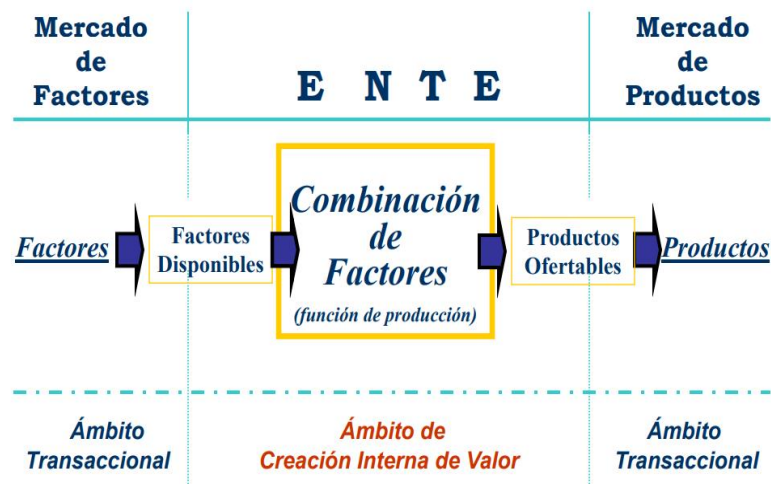 Mercado
de
Factores
E N T E
Mercado
de
Productos
Factores
Factores
Disponibles
Combinación
de
Factores
(función de producción)
Productos
Ofertables
Productos
Ámbito
Transaccional
Ámbito de
Creación Interna de Valor
Ámbito
Transaccional